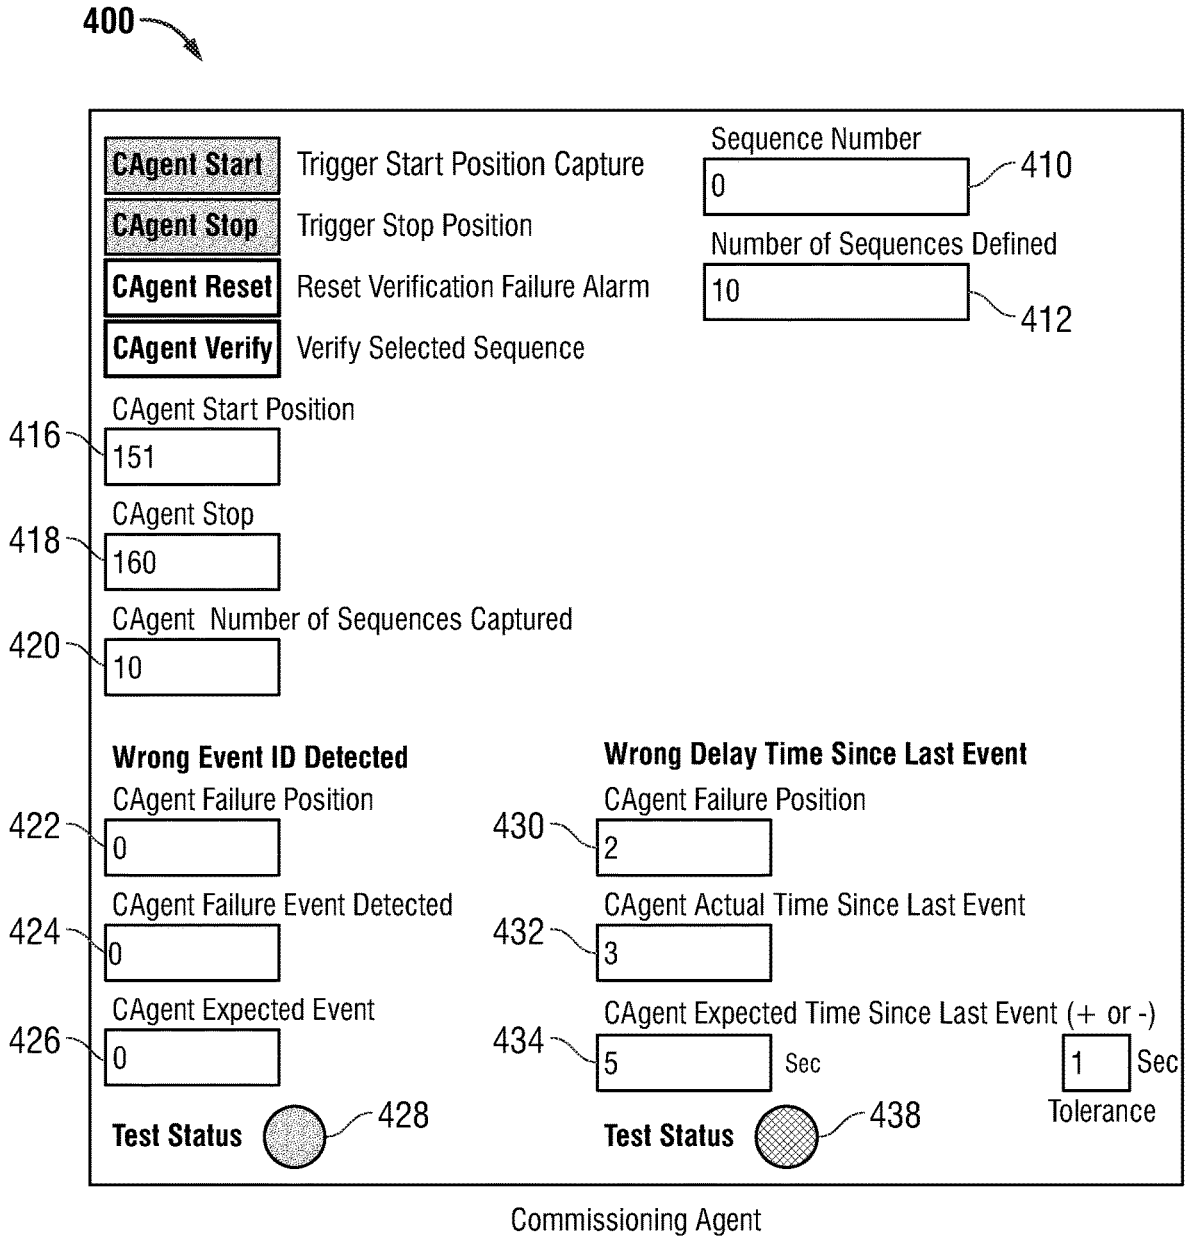 400
CAgent Start Trigger Start Position Capture
CAgent Stop Trigger Stop Position
CAgent Reset Reset Verification Failure Alarm
CAgent Verify Verify Selected Sequence
Sequence Number
0
410
Number of Sequences Defined
10
412
CAgent Start Position
416
151
CAgent Stop
418
160
CAgent Number of Sequences Captured
420
10
Wrong Event ID Detected
CAgent Failure Position
422
0
CAgent Failure Event Detected
424
0
CAgent Expected Event
426
0
Test Status
428
Wrong Delay Time Since Last Event
CAgent Failure Position
430
2
CAgent Actual Time Since Last Event
432
3
CAgent Expected Time Since Last Event (+ or -)
434
5 Sec
1 Sec
Tolerance
Test Status
438
Commissioning Agent